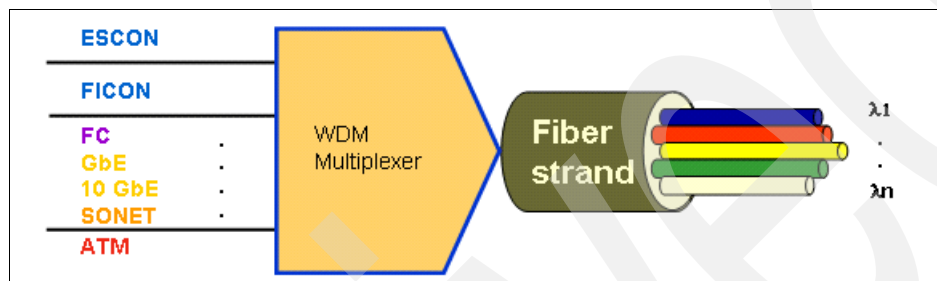 ESCON
FICON
FC
GbE
10 GbE
SONET
ATM
WDM
Multiplexer
Fiber
strand
λ1
λn